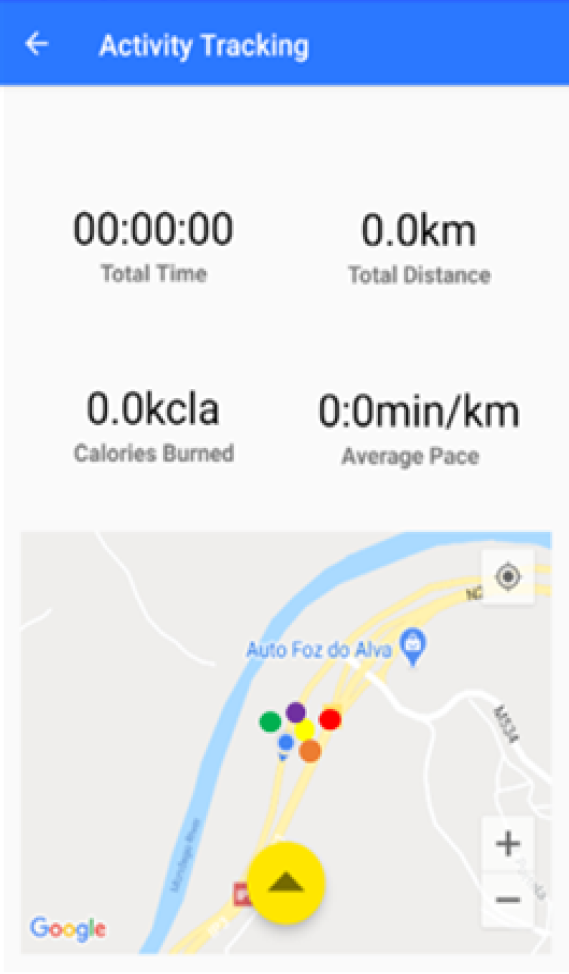 Activity Tracking
00:00:00
Total Time
0.0km
Total Distance
0.0kcla
Calories Burned
0:0min/km
Average Pace
Auto Foz do Alva
M534
Mondego River
IP3
Google